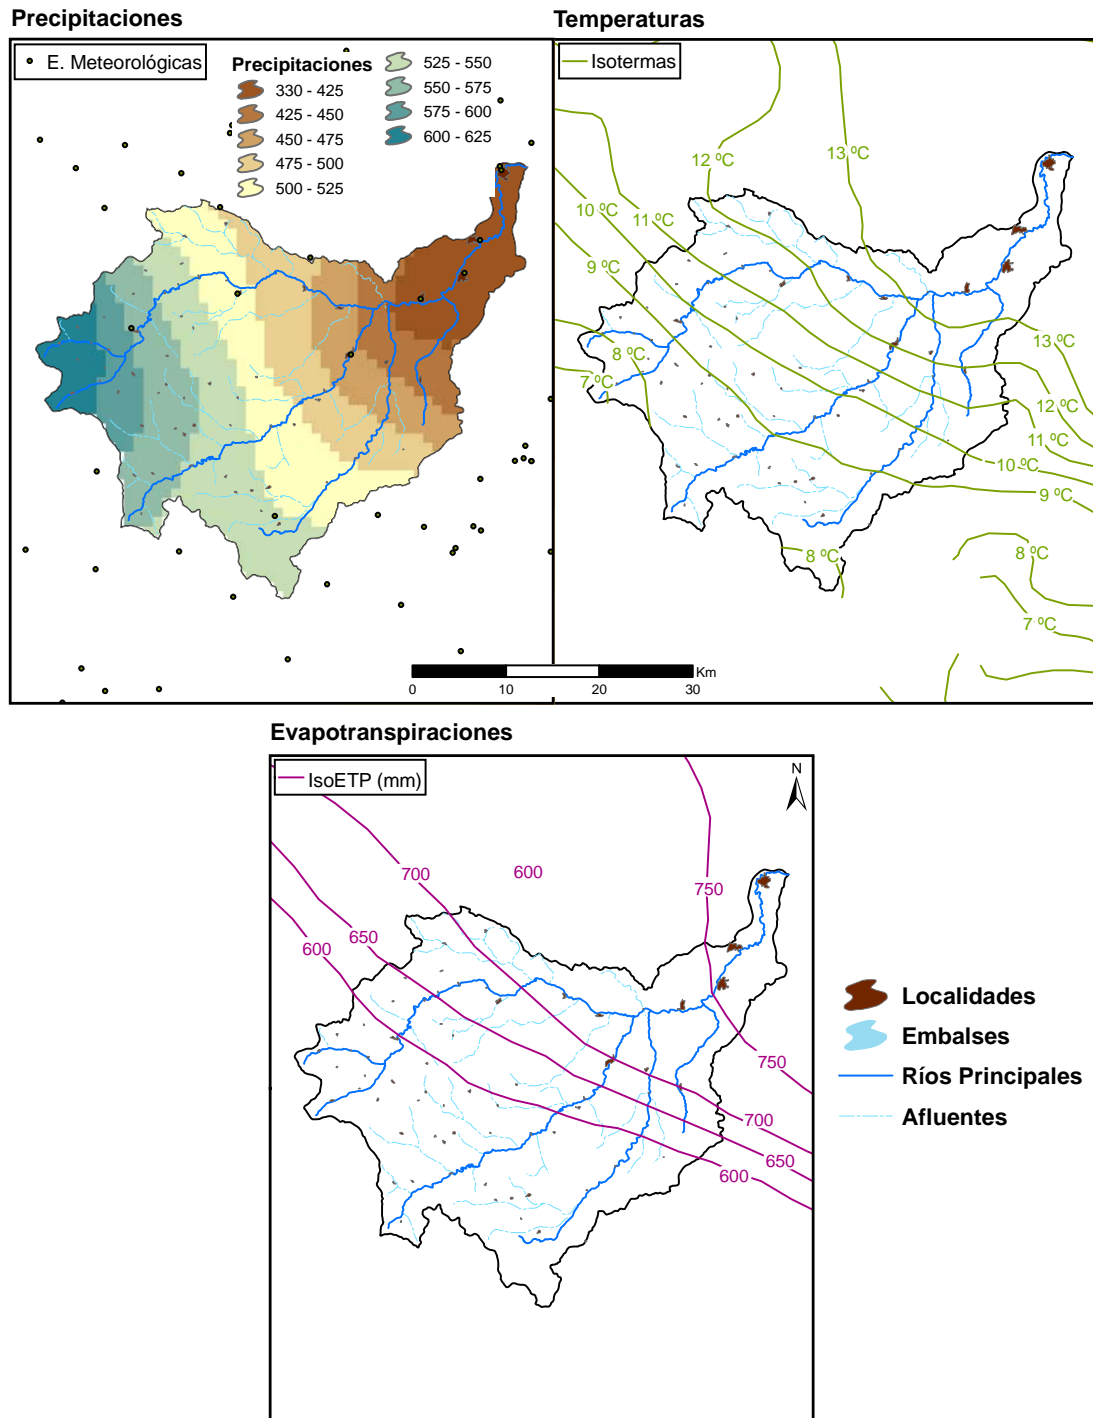 Precipitaciones
Temperaturas
E. Meteorológicas
Precipitaciones
330 - 425
425 - 450
450 - 475
475 - 500
500 - 525
525 - 550
550 - 575
575 - 600
600 - 625
Isotermas
12 ºC
13 ºC
10 ºC
11 ºC
9 ºC
8 ºC
7 ºC
13 ºC
12 ºC
11 ºC
10 ºC
9 ºC
8 ºC
8 ºC
7 ºC
0 10 20 30 Km
Evapotranspiraciones
IsoETP (mm)
N
700
600
750
650
600
750
700
650
600
Localidades
Embalses
Ríos Principales
Afluentes